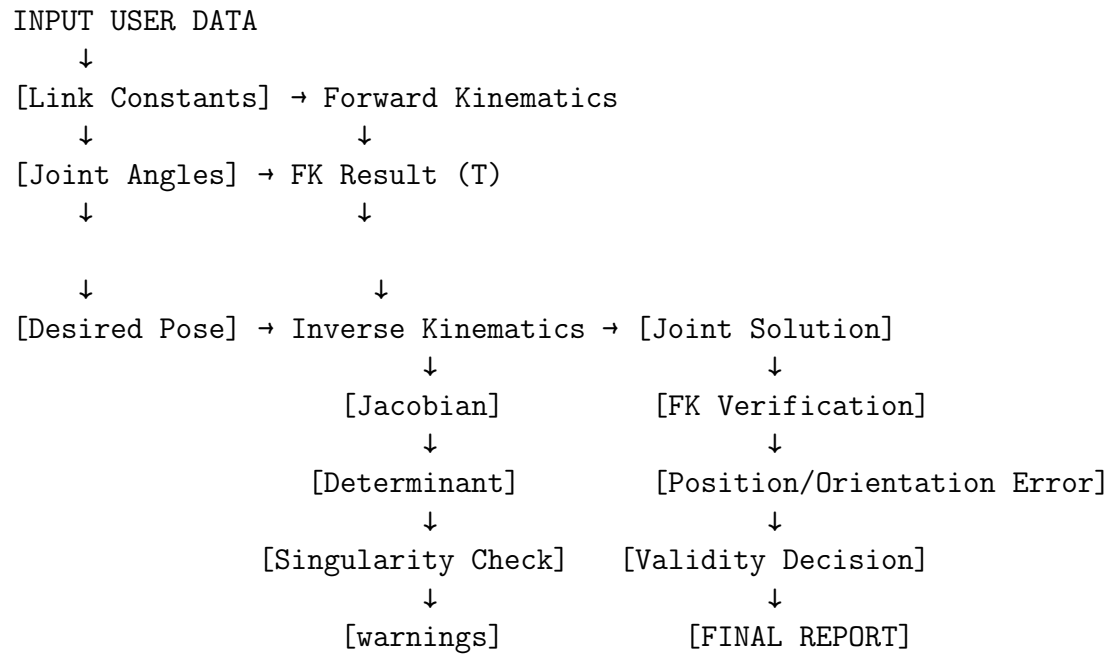 INPUT USER DATA
↓
[Link Constants] → Forward Kinematics
↓ ↓
[Joint Angles] → FK Result (T)
↓ ↓
↓ ↓
[Desired Pose] → Inverse Kinematics → [Joint Solution]
↓ ↓
[Jacobian] [FK Verification]
↓ ↓
[Determinant] [Position/Orientation Error]
↓ ↓
[Singularity Check] [Validity Decision]
↓ ↓
[warnings] [FINAL REPORT]